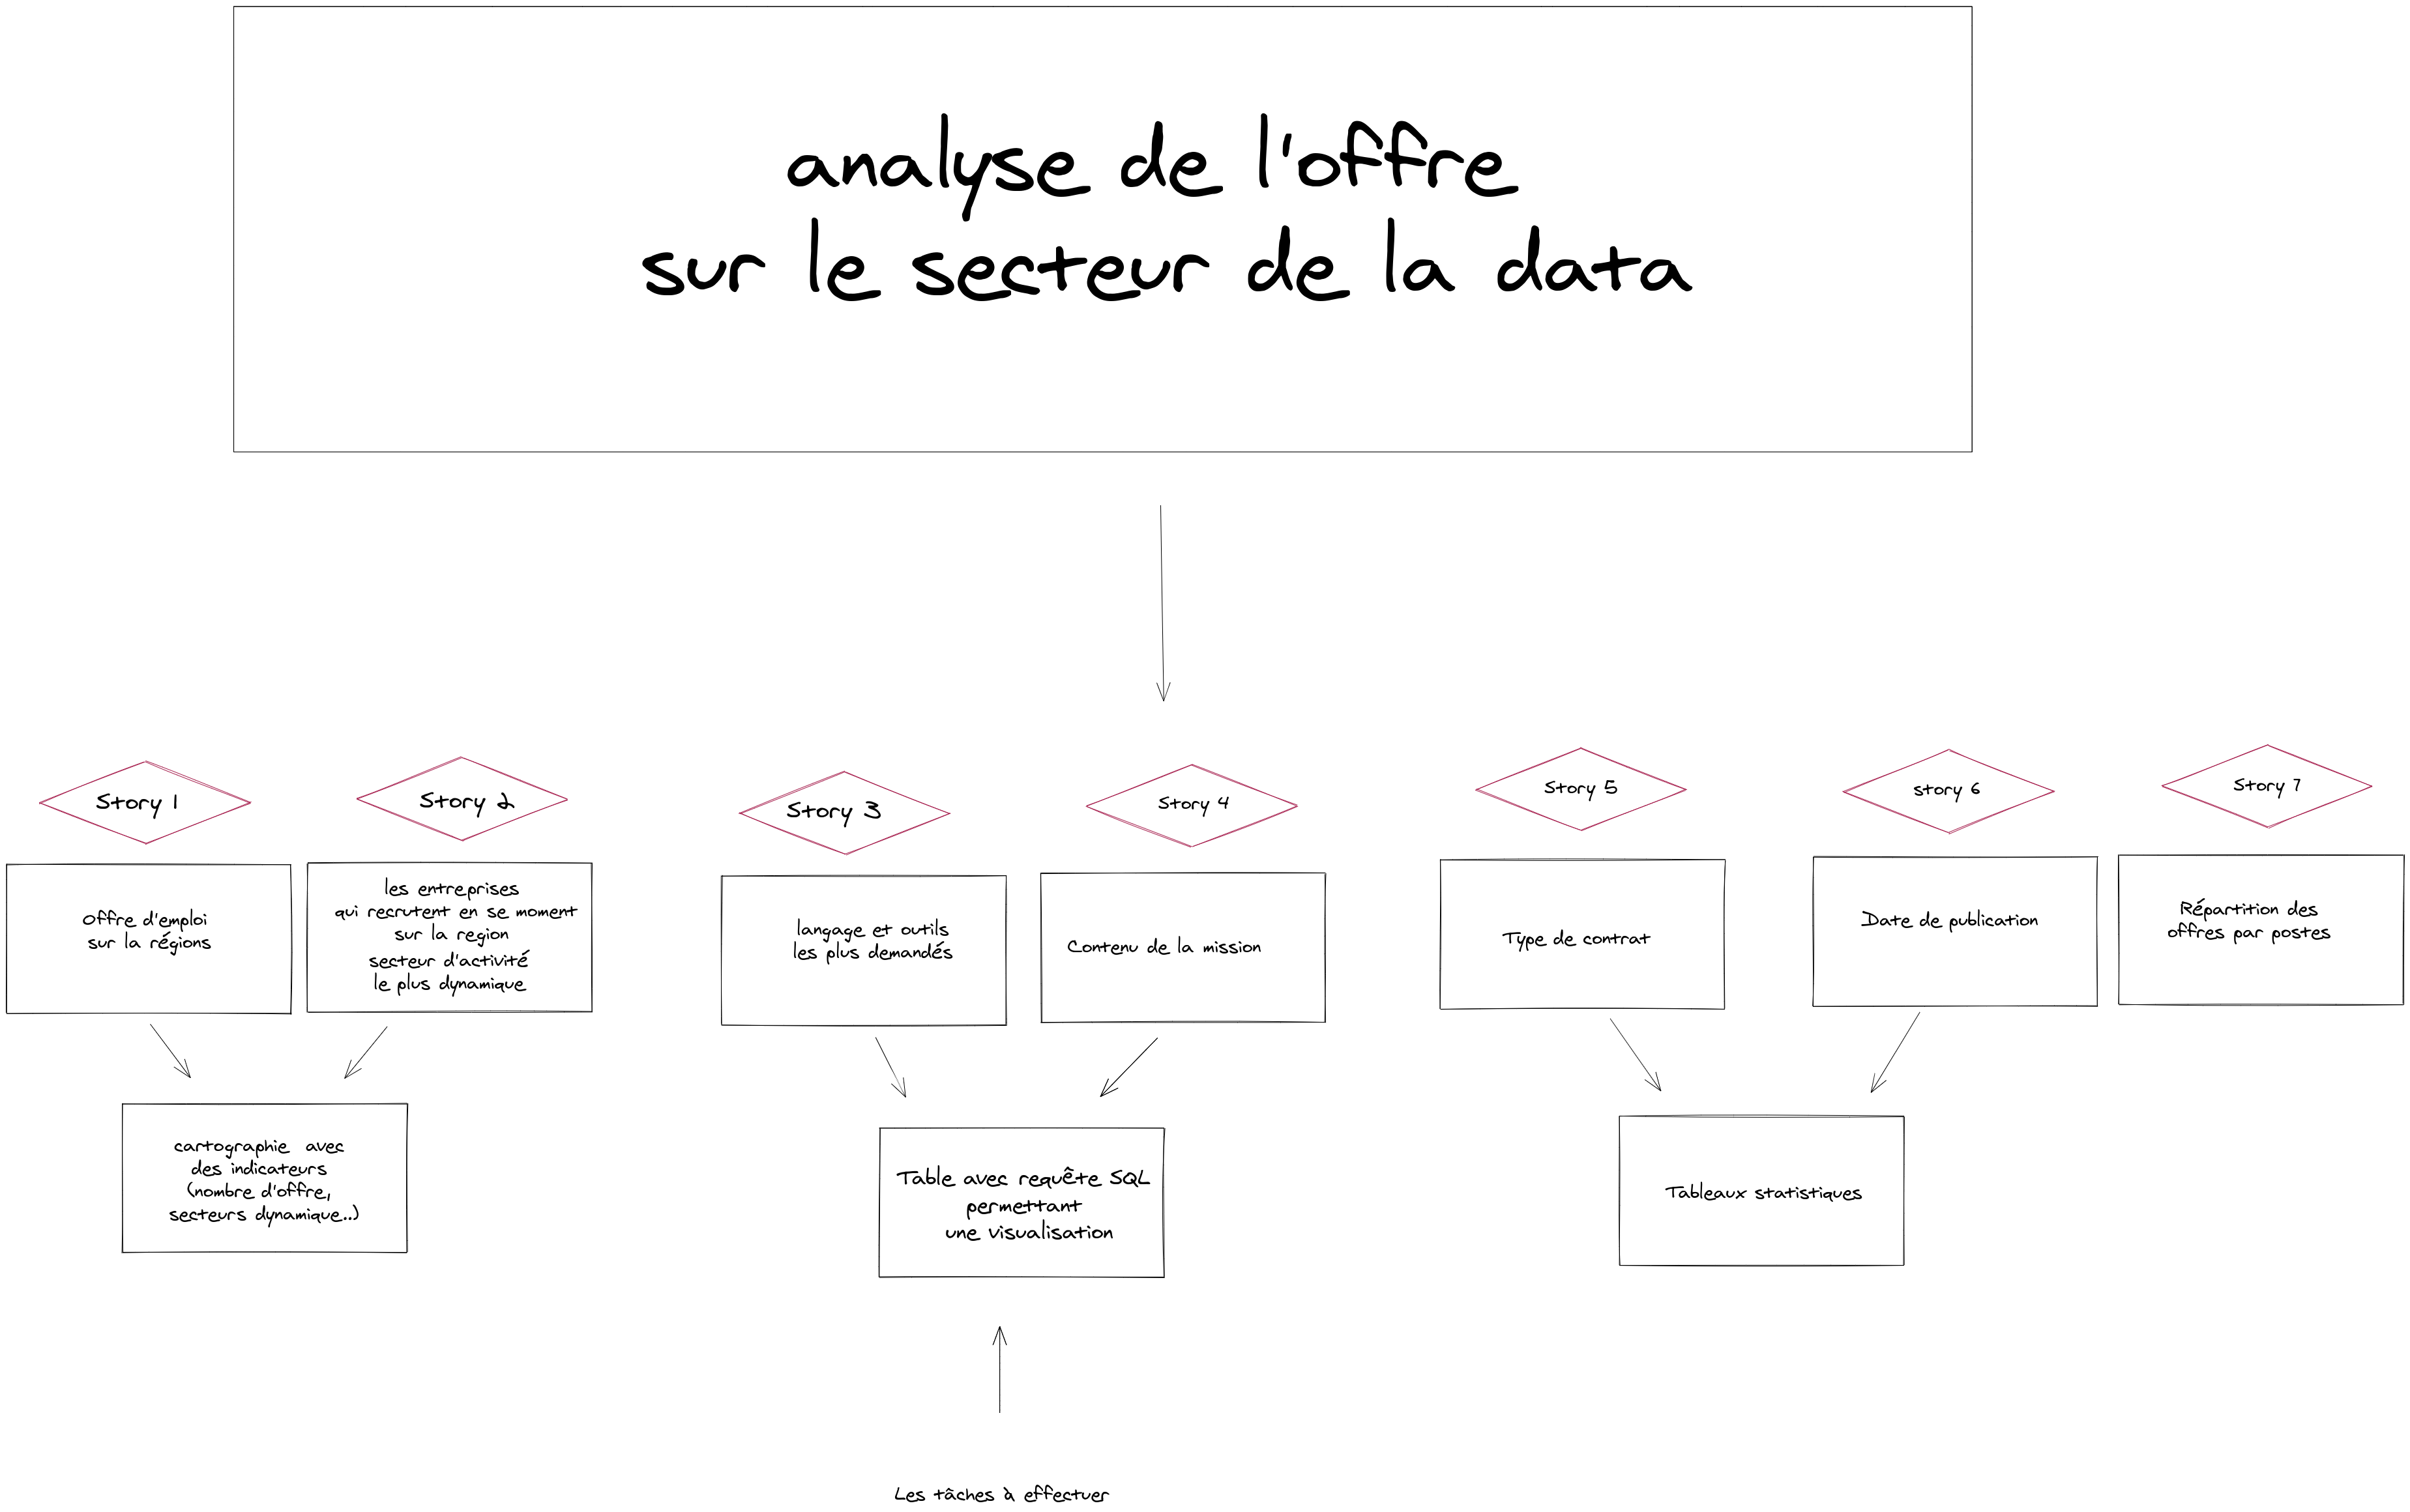 analyse de l'offre
sur le secteur de la data
Story 1
Story 2
Story 3
Story 4
Story 5
story 6
Story 7
Offre d'emploi
sur la régions
les entreprises
qui recrutent en se moment
sur la region
secteur d'activité
le plus dynamique
langage et outils
les plus demandés
Contenu de la mission
Type de contrat
Date de publication
Répartition des
offres par postes
cartographie avec
des indicateurs
(nombre d'offre,
secteurs dynamique..)
Table avec requête SQL
permettant
une visualisation
Tableaux statistiques
Les tâches à effectuer